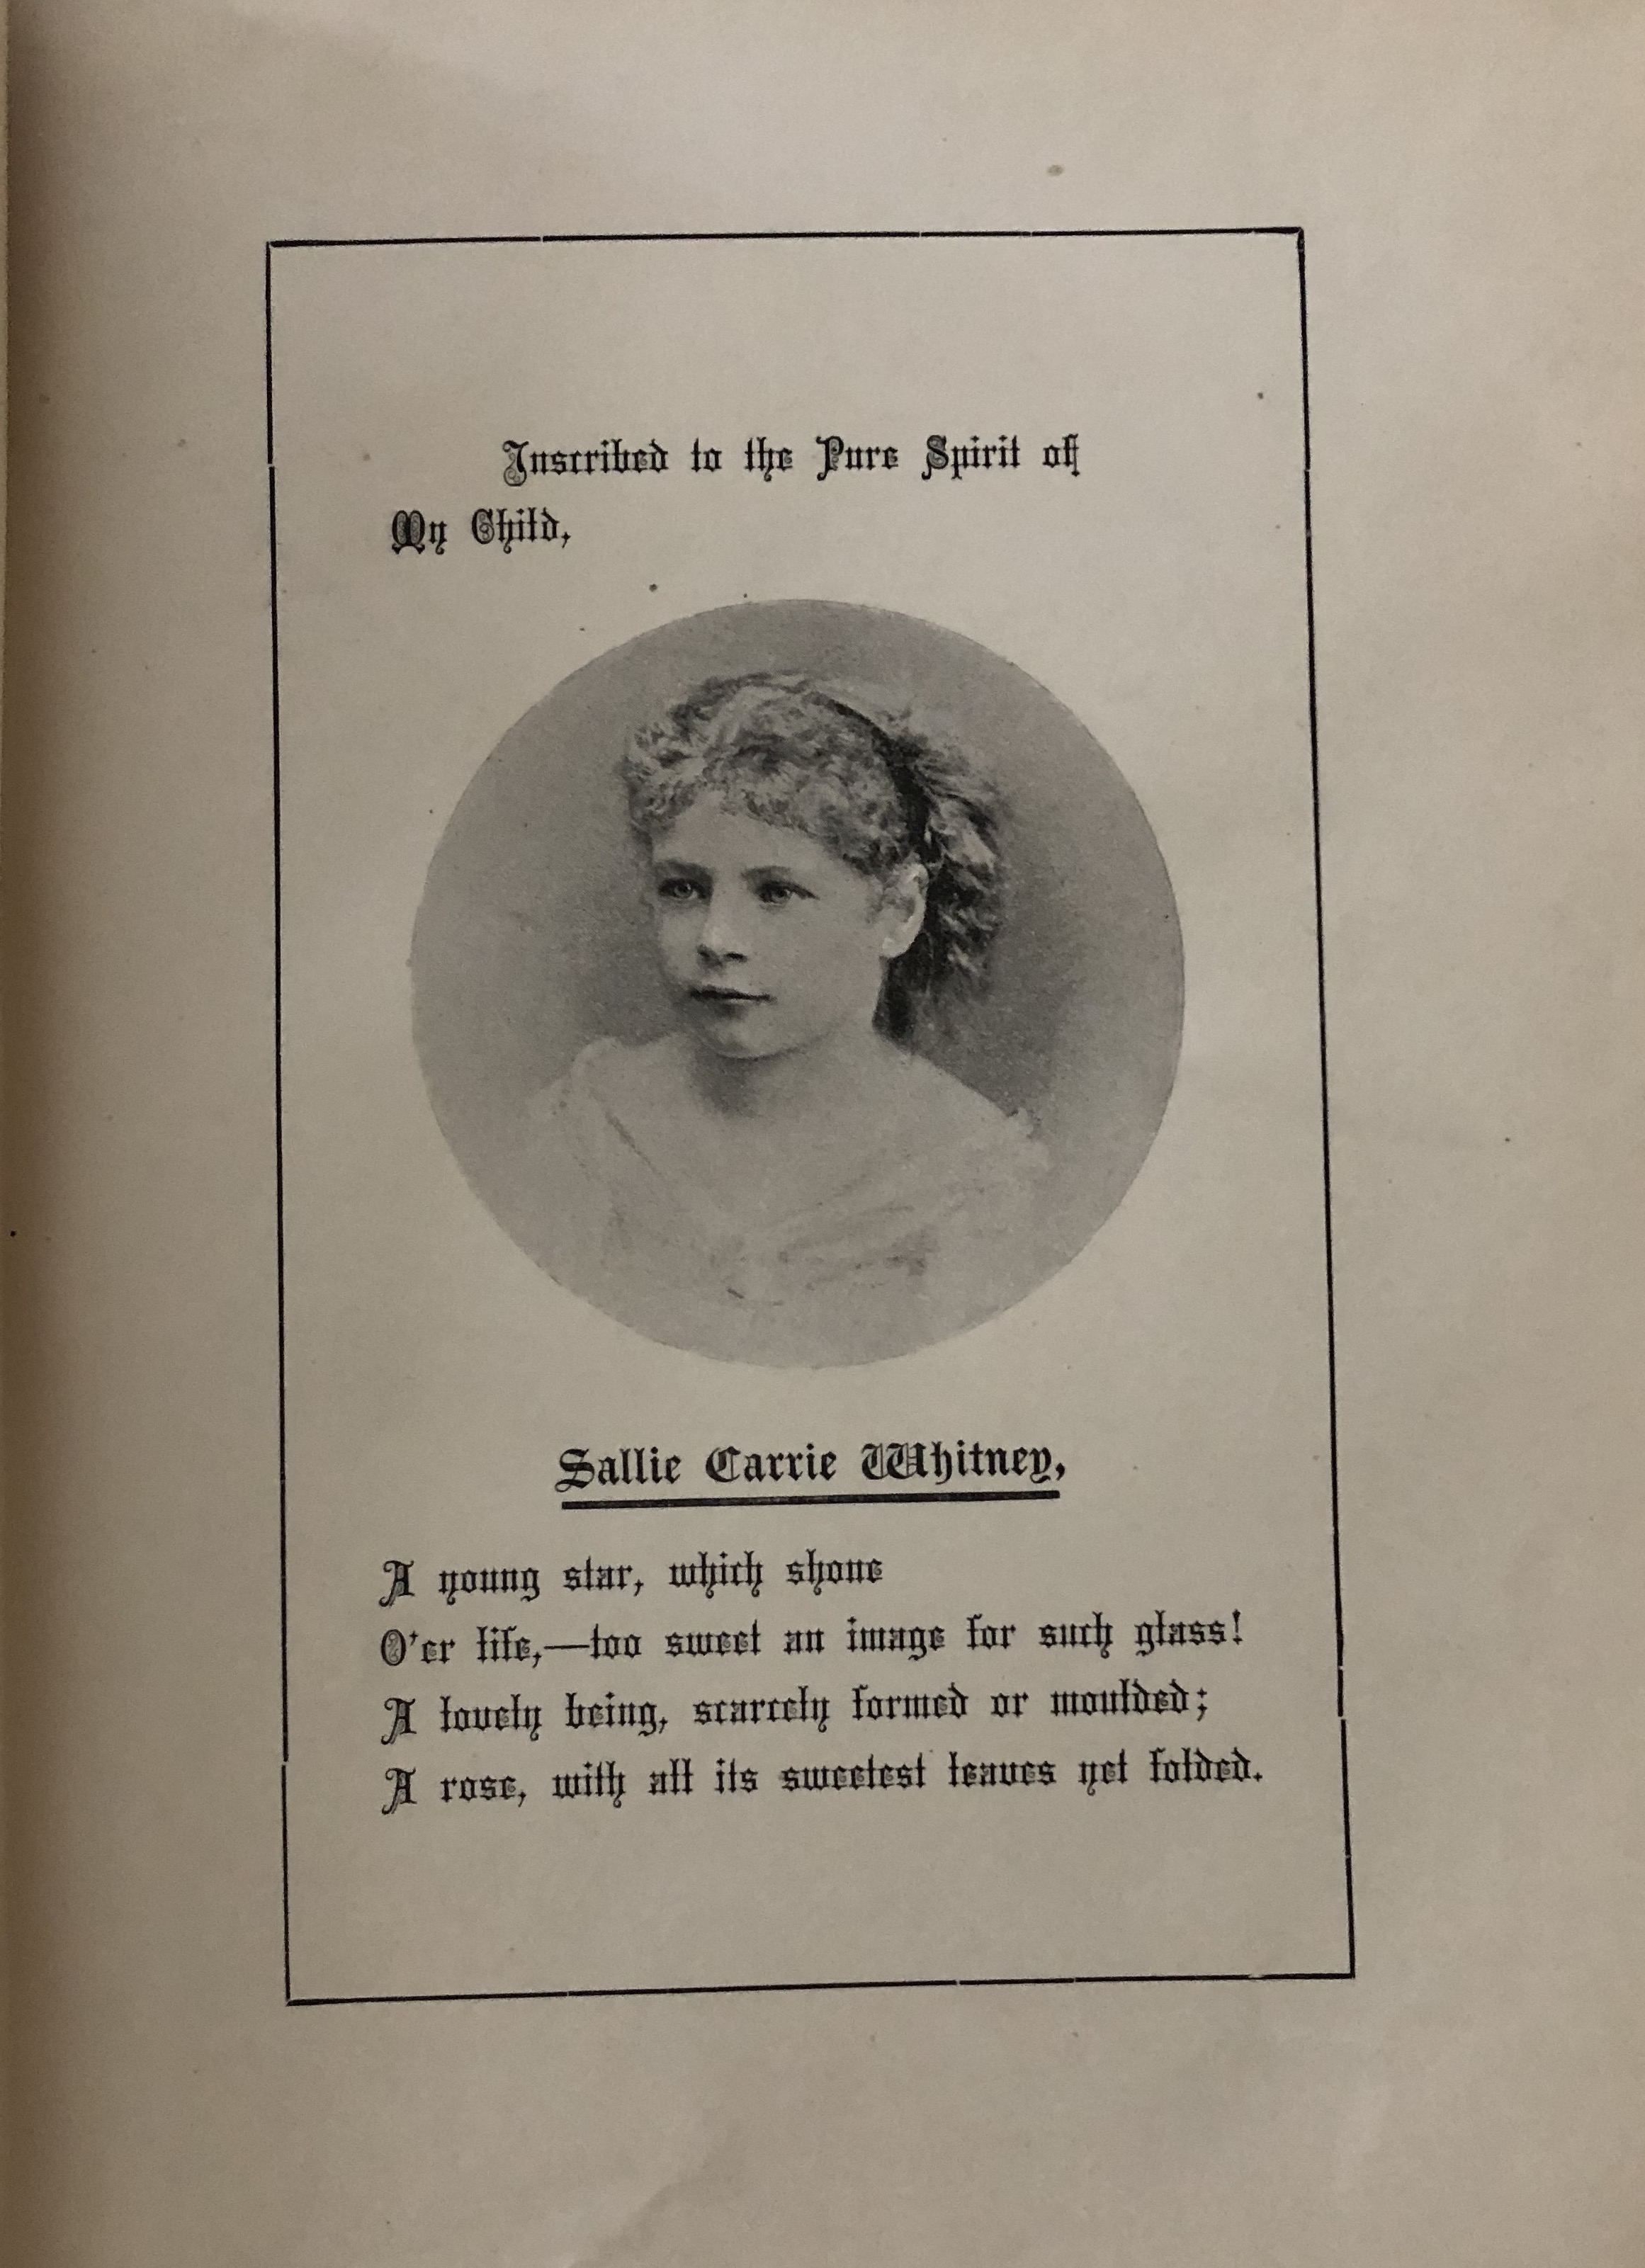 Inscribed to the Pure Spirit of
My Child,
Sallie Carrie Whitney,
A young star, which shone
O'er life,—too sweet an image for such glass!
A lovely being, scarcely formed or moulded;
A rose, with all its sweetest leaves yet folded.